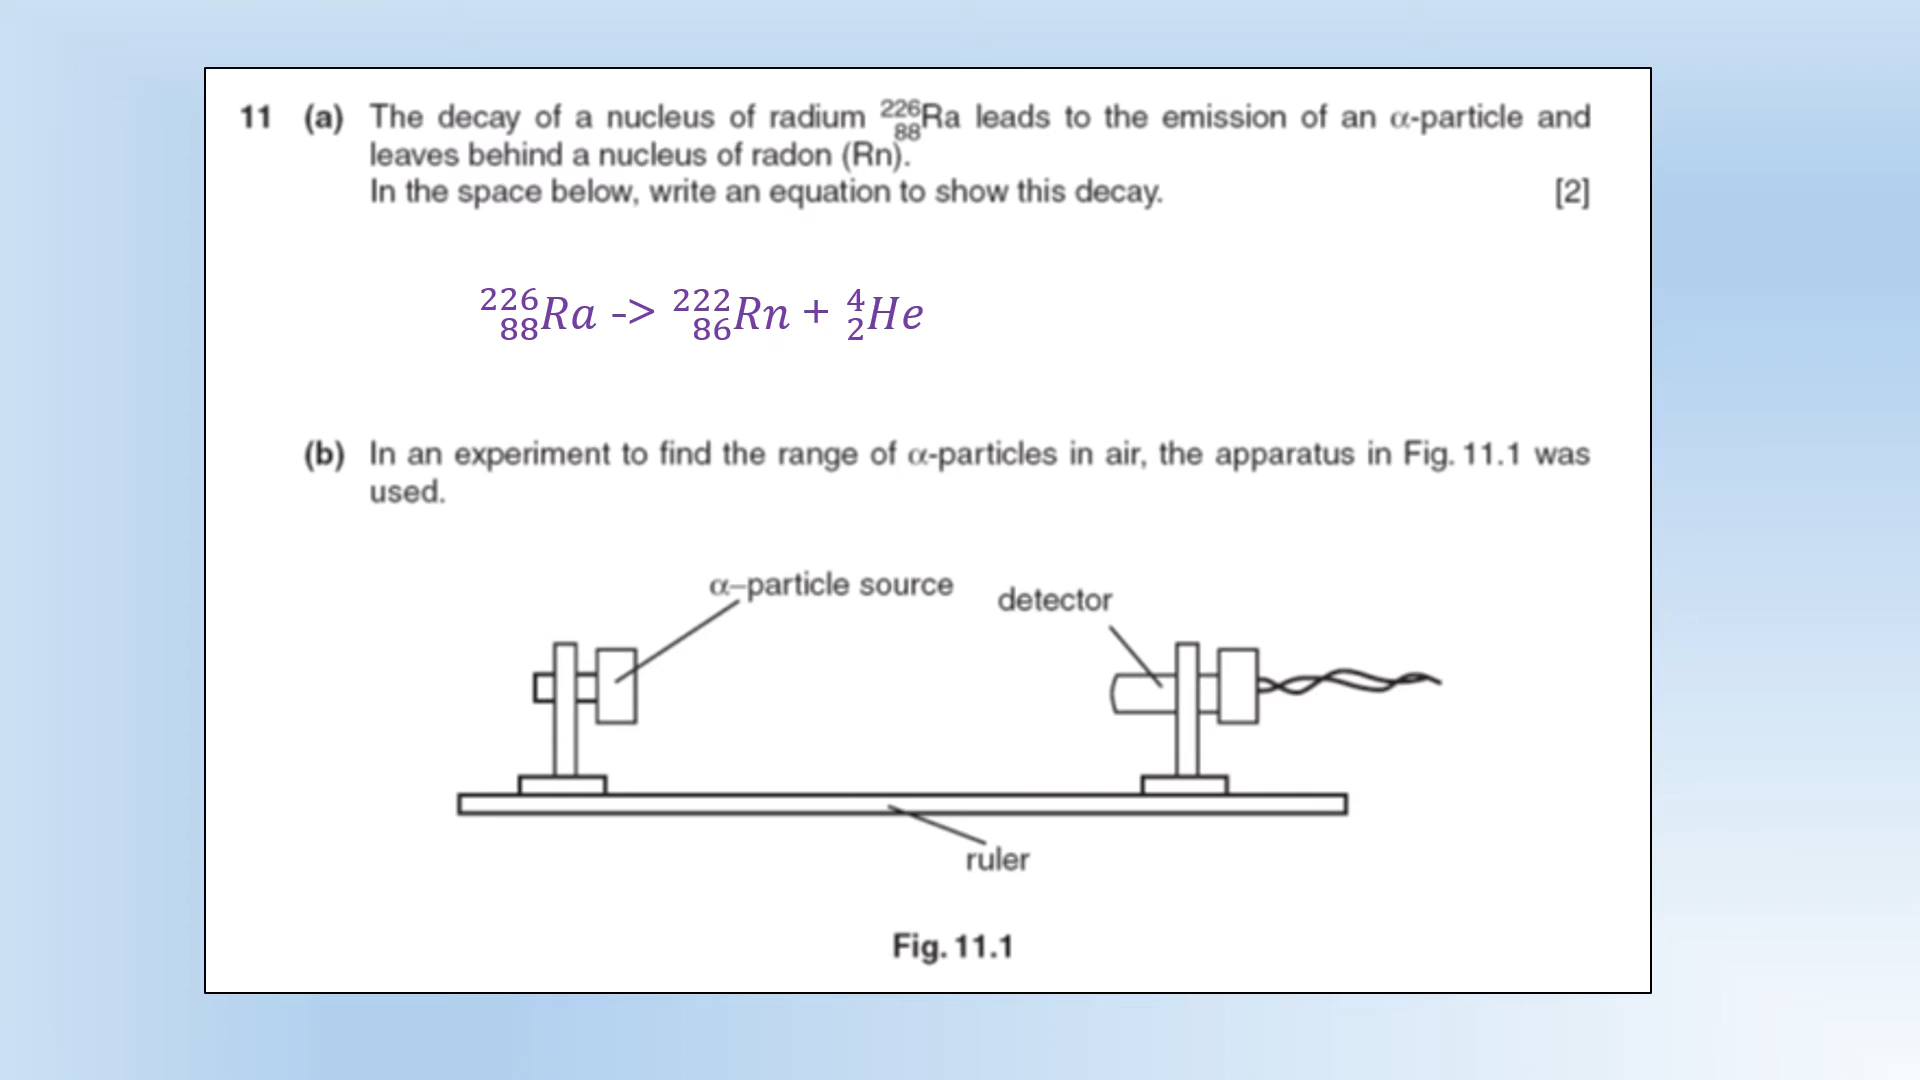 11 (a) The decay of a nucleus of radium ²²⁶₈₈Ra leads to the emission of an α-particle and
leaves behind a nucleus of radon (Rn).
In the space below, write an equation to show this decay. [2]
²²⁶₈₈Ra -> ²²²₈₆Rn + ⁴₂He
(b) In an experiment to find the range of α-particles in air, the apparatus in Fig. 11.1 was
used.
α–particle source
detector
ruler
Fig. 11.1